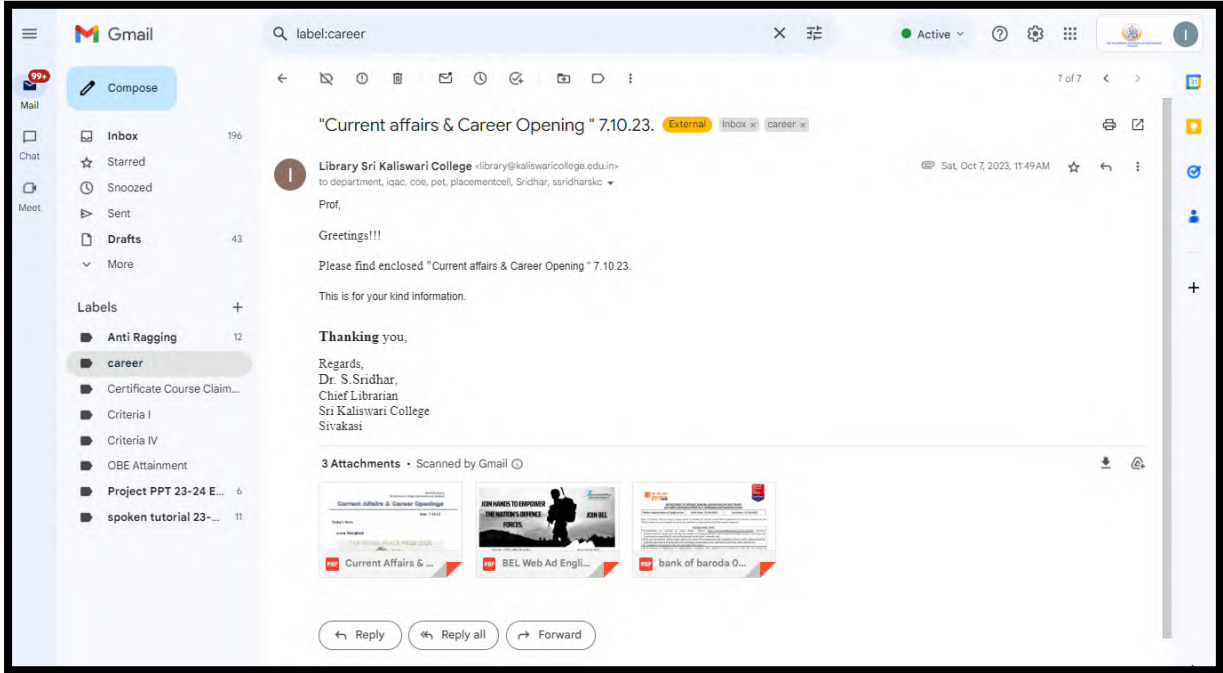 Gmail
label:career
Active
99+
Mail
Compose
7 of 7
"Current affairs & Career Opening " 7.10.23. External Inbox x career x
Inbox 196
Chat
Starred
Library Sri Kaliswari College <library@kaliswaricollege.edu.in>
Sat, Oct 7, 2023, 11:49 AM
to department, iqac, coe, pet, placementcell, Sridhar, ssridharskc
Snoozed
Meet
Sent
Drafts 43
More
Prof,
Greetings!!!
Please find enclosed "Current affairs & Career Opening " 7.10.23.
This is for your kind information.
Thanking you,
Regards,
Dr. S.Sridhar,
Chief Librarian
Sri Kaliswari College
Sivakasi
Labels
Anti Ragging 12
career
Certificate Course Claim...
Criteria I
Criteria IV
OBE Attainment
Project PPT 23-24 E... 6
spoken tutorial 23-... 11
3 Attachments • Scanned by Gmail
Current Affairs & Career Openings
JOIN HANDS TO EMPOWER
THE NATION'S DEFENCE
FORCES.
JOIN BEL
PDF Current Affairs & ...
PDF BEL Web Ad Engli...
PDF bank of baroda 0...
Reply
Reply all
Forward
31
I
I